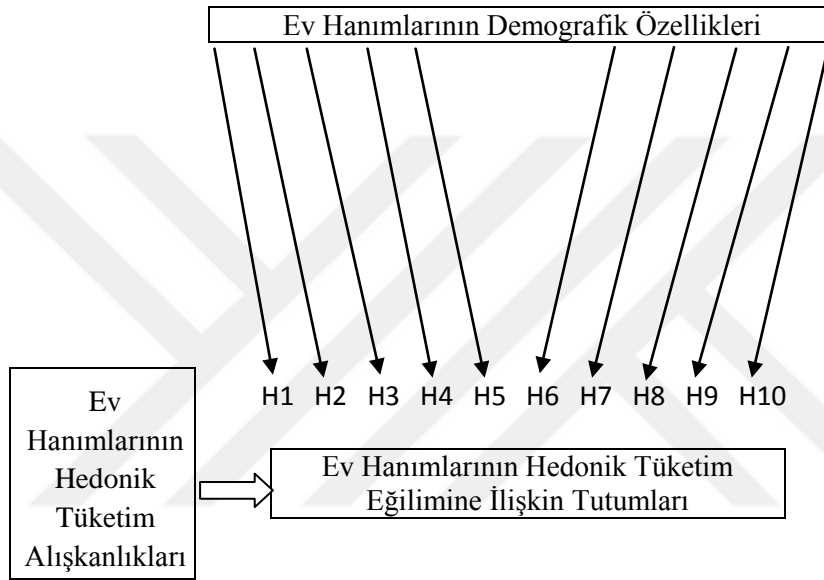 Ev Hanımlarının Demografik Özellikleri
H1 H2 H3 H4 H5 H6 H7 H8 H9 H10
Ev
Hanımlarının
Hedonik
Tüketim
Alışkanlıkları
Ev Hanımlarının Hedonik Tüketim
Eğilimine İlişkin Tutumları